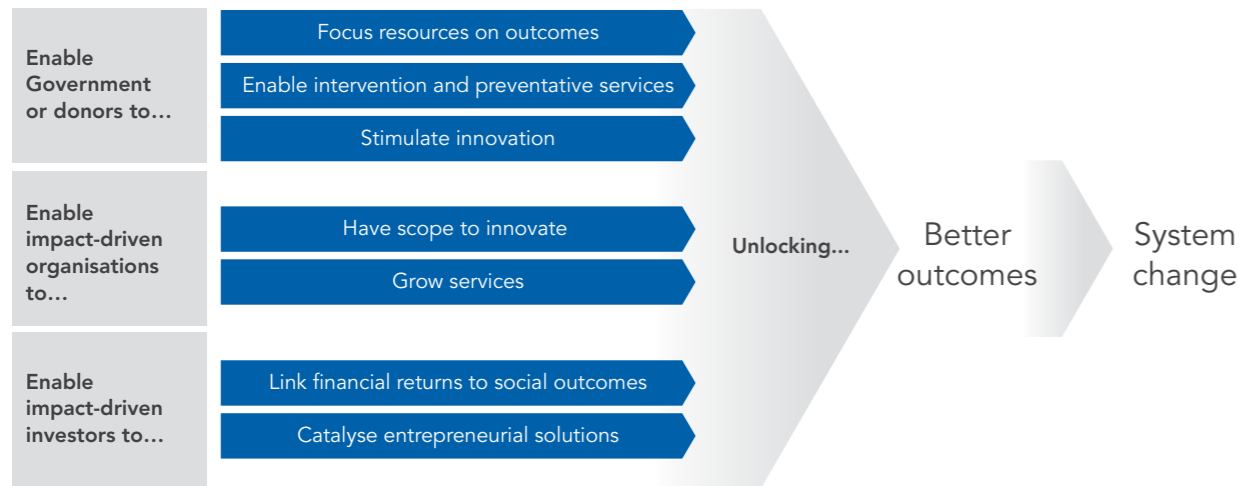 Enable
Government
or donors to…
Focus resources on outcomes
Enable intervention and preventative services
Stimulate innovation
Enable
impact-driven
organisations
to…
Have scope to innovate
Grow services
Enable
impact-driven
investors to…
Link financial returns to social outcomes
Catalyse entrepreneurial solutions
Unlocking...
Better
outcomes
System
change